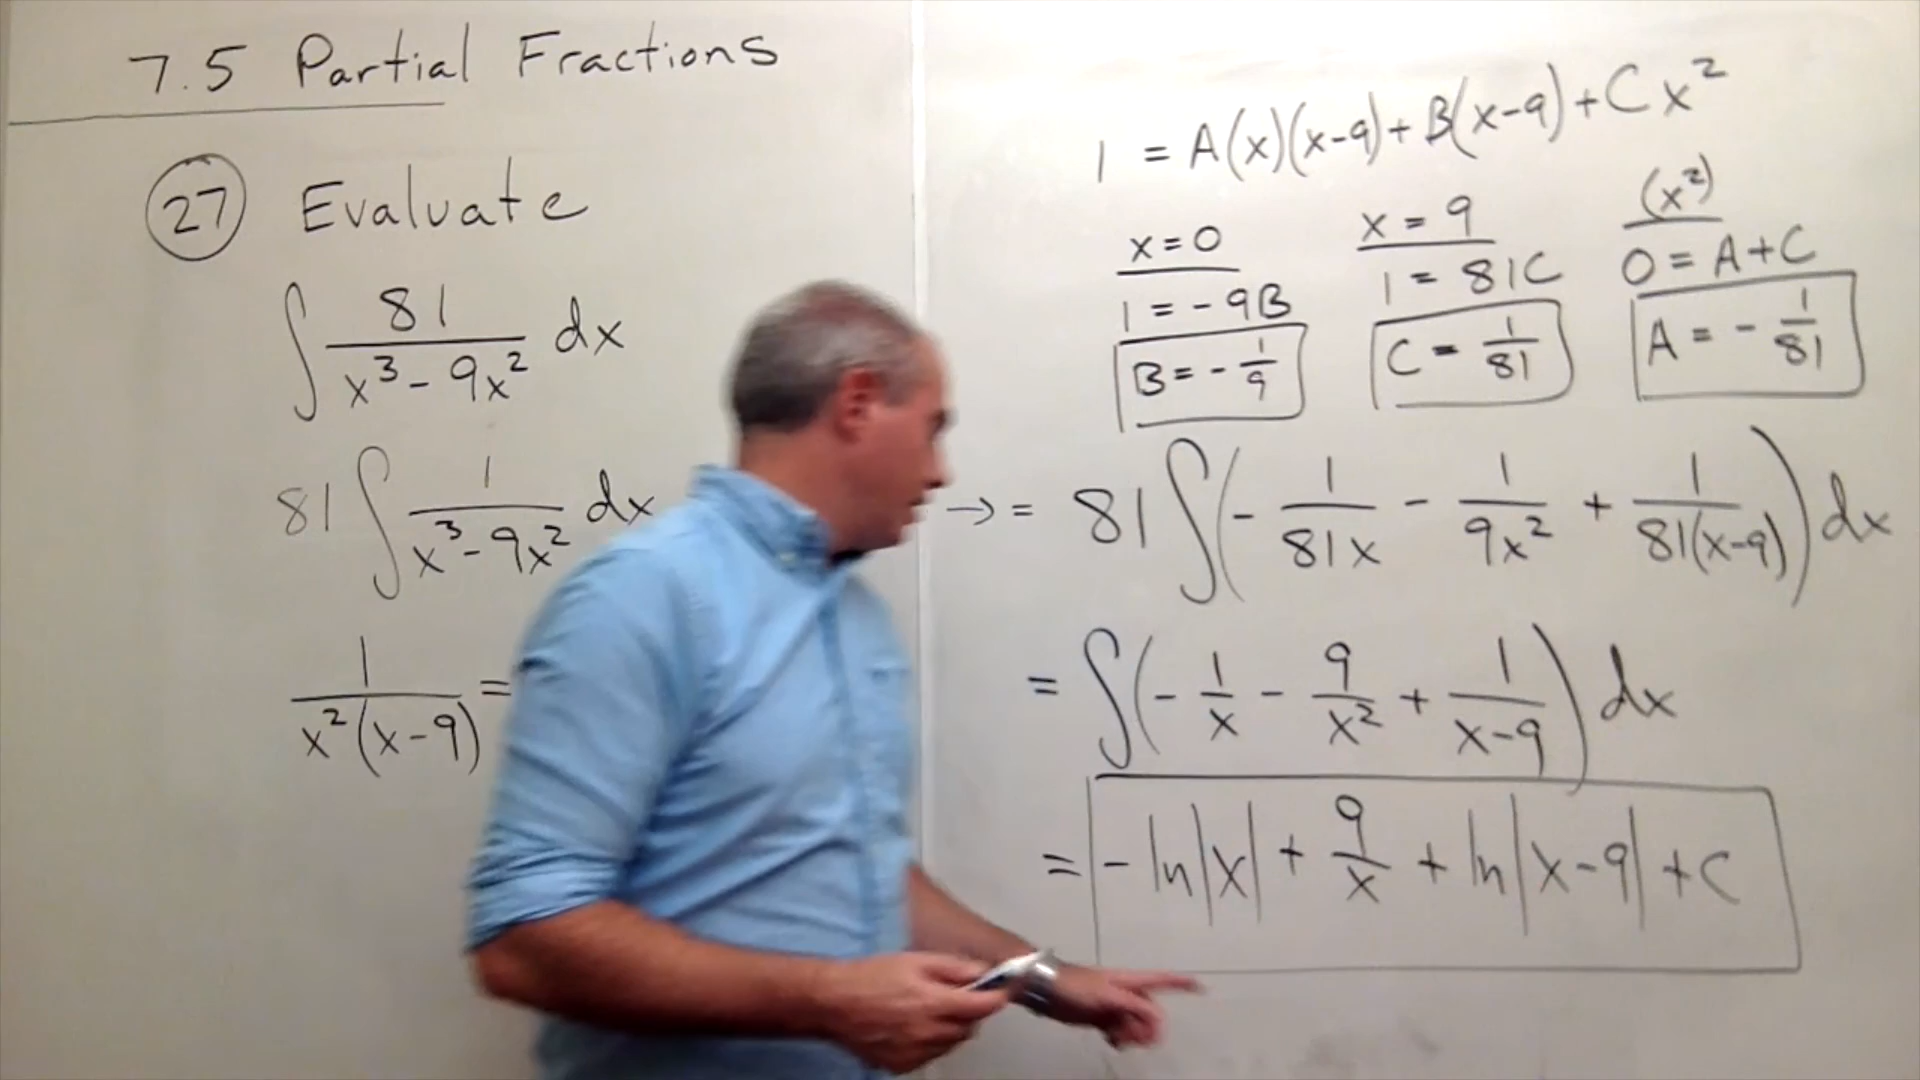 7.5 Partial Fractions
27 Evaluate
∫ 81/(x³ - 9x²) dx
81 ∫ 1/(x³ - 9x²) dx
1/(x²(x-9)) =
1 = A(x)(x-9) + B(x-9) + Cx²
x = 0
1 = -9B
B = -1/9
x = 9
1 = 81C
C = 1/81
(x²)
0 = A + C
A = -1/81
→ = 81 ∫(- 1/(81x) - 1/(9x²) + 1/(81(x-9))) dx
= ∫(- 1/x - 9/x² + 1/(x-9)) dx
= -ln|x| + 9/x + ln|x-9| + C